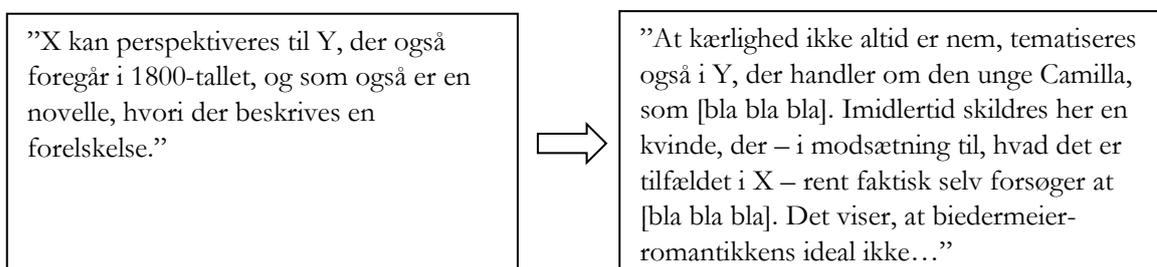 ”X kan perspektiveres til Y, der også
foregår i 1800-tallet, og som også er en
novelle, hvori der beskrives en
forelskelse.”
”At kærlighed ikke altid er nem, tematiseres
også i Y, der handler om den unge Camilla,
som [bla bla bla]. Imidlertid skildres her en
kvinde, der – i modsætning til, hvad det er
tilfældet i X – rent faktisk selv forsøger at
[bla bla bla]. Det viser, at biedermeier-
romantikkens ideal ikke…”